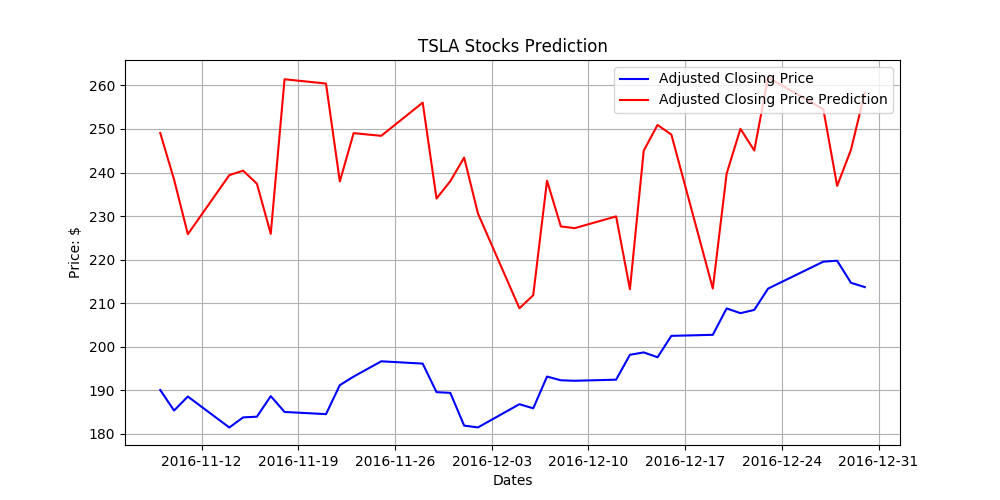 TSLA Stocks Prediction
Adjusted Closing Price
Adjusted Closing Price Prediction
Price: $
260
250
240
230
220
210
200
190
180
2016-11-12 2016-11-19 2016-11-26 2016-12-03 2016-12-10 2016-12-17 2016-12-24 2016-12-31
Dates